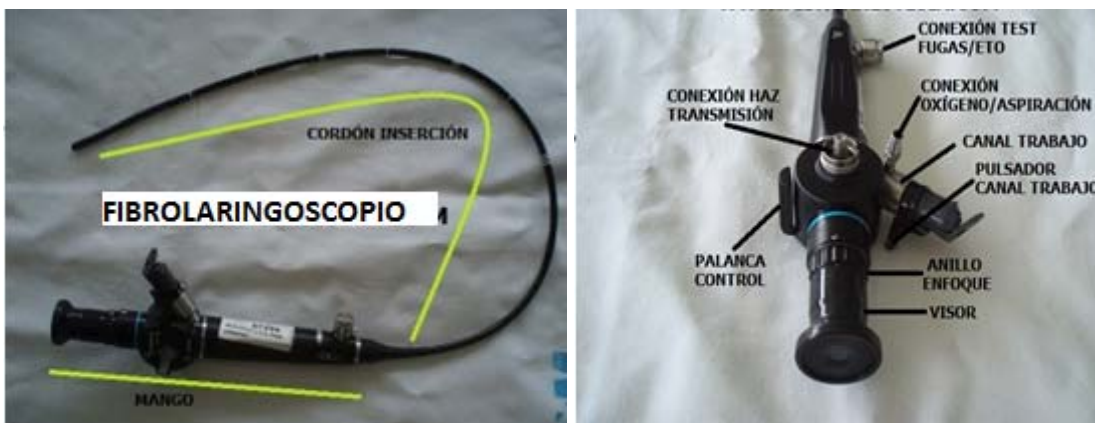 CORDÓN INSERCIÓN
FIBROLARINGOSCOPIO
MANGO
CONEXIÓN TEST
FUGAS/ETO
CONEXIÓN HAZ
TRANSMISIÓN
CONEXIÓN
OXÍGENO/ASPIRACIÓN
CANAL TRABAJO
PULSADOR
CANAL TRABAJO
PALANCA
CONTROL
ANILLO
ENFOQUE
VISOR